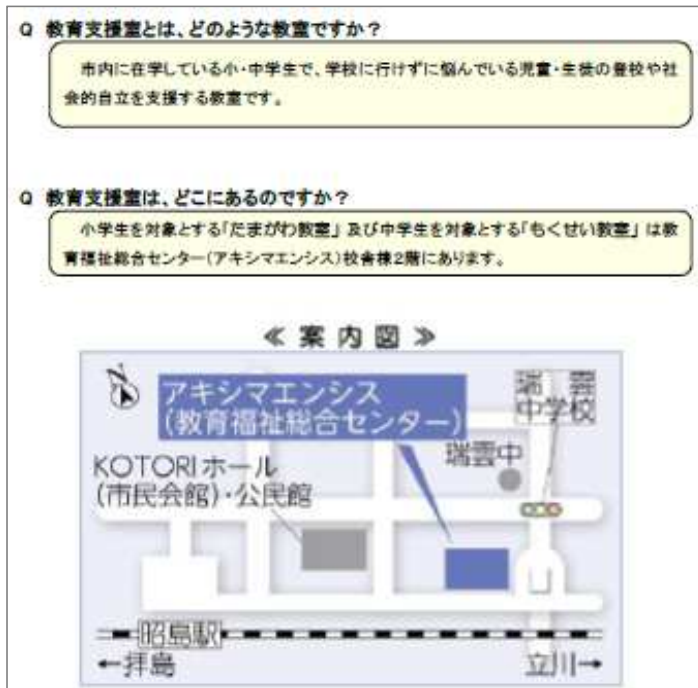 Q 教育支援室とは、どのような教室ですか？
市内に在学している小・中学生で、学校に行けずに悩んでいる児童・生徒の登校や社
会的自立を支援する教室です。
Q 教育支援室は、どこにあるのですか？
小学生を対象とする「たまがわ教室」及び中学生を対象とする「もくせい教室」は教
育福祉総合センター(アキシマエンシス)校舎棟2階にあります。
≪ 案 内 図 ≫
アキシマエンシス
(教育福祉総合センター)
瑞雲
中学校
瑞雲中
KOTORIホール
(市民会館)・公民館
昭島駅
←拝島
立川→